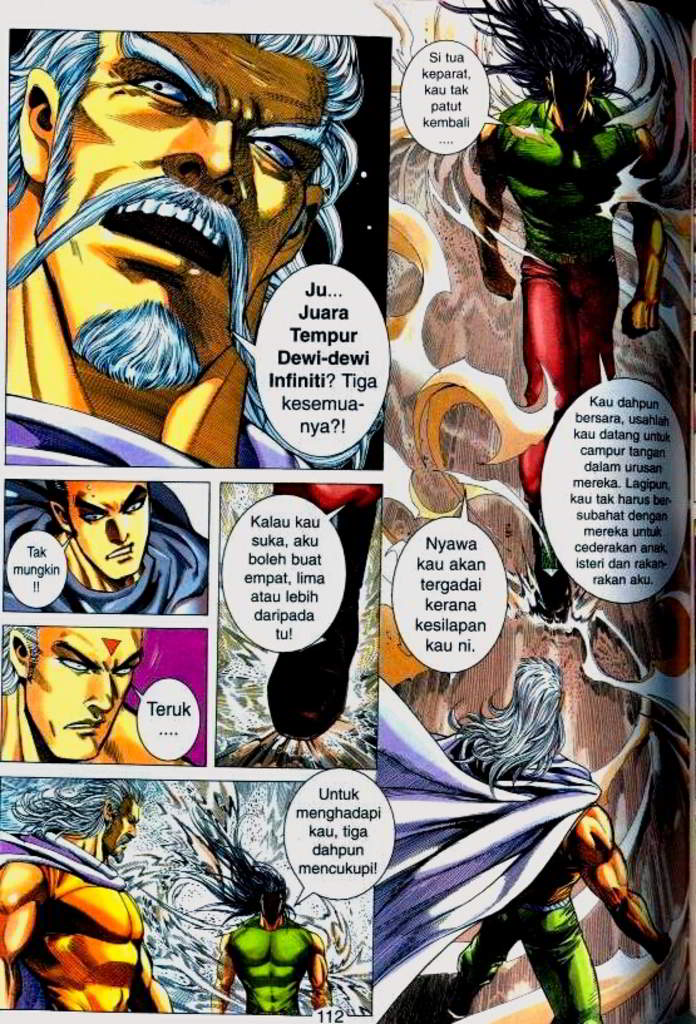 Ju...
Juara
Tempur
Dewi-dewi
Infiniti? Tiga
kesemua-
nya?!
Si tua
keparat,
kau tak
patut
kembali
....
Kau dahpun
bersara, usahlah
kau datang untuk
campur tangan
dalam urusan
mereka. Lagipun,
kau tak harus ber-
subahat dengan
mereka untuk
cederakan anak,
isteri dan rakan-
rakan aku.
Nyawa
kau akan
tergadai
kerana
kesilapan
kau ni.
Tak
mungkin
!!
Kalau kau
suka, aku
boleh buat
empat, lima
atau lebih
daripada
tu!
Teruk
....
Untuk
menghadapi
kau, tiga
dahpun
mencukupi!
112